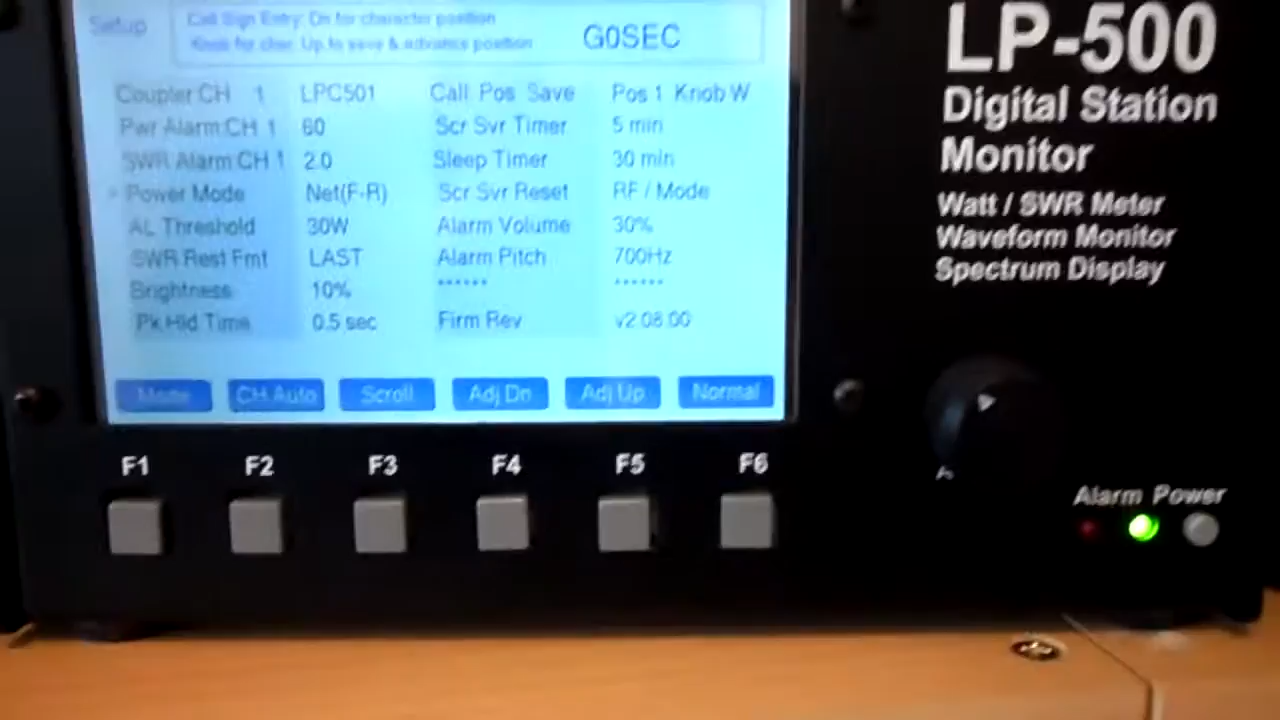 Setup
Call Sign Entry: Dn for character position
Knob for char, Up to save & advance position
G0SEC
Coupler CH 1 LPC501 Call Pos Save Pos 1 Knob W
Pwr Alarm CH 1 60 Scr Svr Timer 5 min
SWR Alarm CH 1 2.0 Sleep Timer 30 min
Power Mode Net(F-R) Scr Svr Reset RF / Mode
AL Threshold 30W Alarm Volume 30%
SWR Rest Fmt LAST Alarm Pitch 700Hz
Brightness 10% ****** ******
Pk Hld Time 0.5 sec Firm Rev v2.08.00
Mode CH Auto Scroll Adj Dn Adj Up Normal
F1 F2 F3 F4 F5 F6
LP-500
Digital Station
Monitor
Watt / SWR Meter
Waveform Monitor
Spectrum Display
Alarm Power